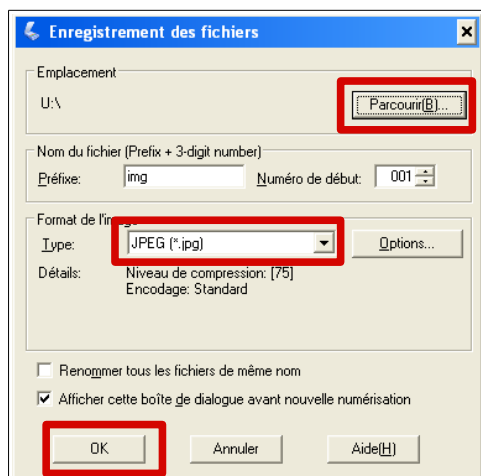 Enregistrement des fichiers
Emplacement
U:\
Parcourir(B)...
Nom du fichier (Prefix + 3-digit number)
Préfixe: img Numéro de début: 001
Format de l'image
Type: JPEG (*.jpg) Options...
Détails: Niveau de compression: [75]
Encodage: Standard
Renommer tous les fichiers de même nom
Afficher cette boîte de dialogue avant nouvelle numérisation
OK Annuler Aide(H)